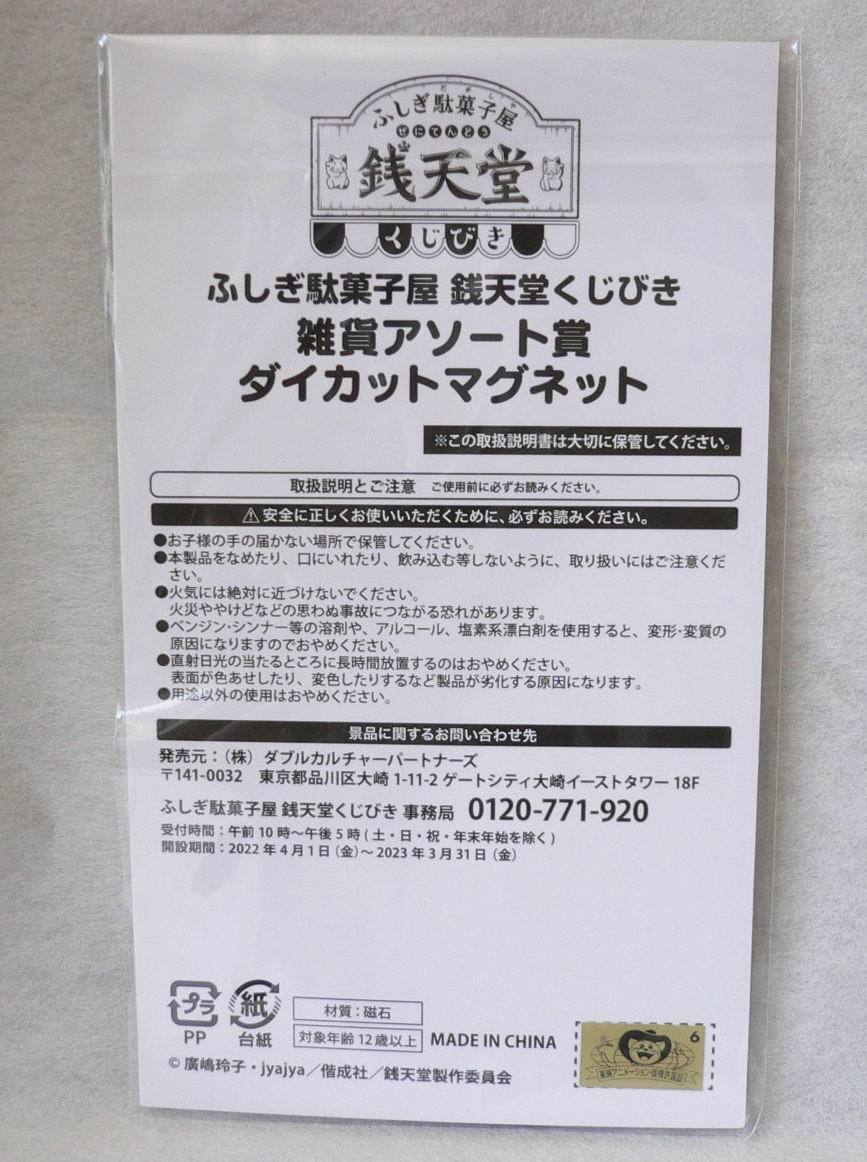 ふしぎ駄菓子屋
だがしや
ぜにてんどう
銭天堂
くじびき
ふしぎ駄菓子屋 銭天堂くじびき
雑貨アソート賞
ダイカットマグネット
※この取扱説明書は大切に保管してください。
取扱説明とご注意 ご使用前に必ずお読みください。
⚠安全に正しくお使いいただくために、必ずお読みください。
●お子様の手の届かない場所で保管してください。
●本製品をなめたり、口にいれたり、飲み込む等しないように、取り扱いにはご注意くだ
さい。
●火気には絶対に近づけないでください。
火災ややけどなどの思わぬ事故につながる恐れがあります。
●ベンジン・シンナー等の溶剤や、アルコール、塩素系漂白剤を使用すると、変形・変質の
原因になりますのでおやめください。
●直射日光の当たるところに長時間放置するのはおやめください。
表面が色あせしたり、変色したりするなど製品が劣化する原因になります。
●用途以外の使用はおやめください。
景品に関するお問い合わせ先
発売元：（株）ダブルカルチャーパートナーズ
〒141-0032 東京都品川区大崎 1-11-2 ゲートシティ大崎イーストタワー 18F
ふしぎ駄菓子屋 銭天堂くじびき 事務局 0120-771-920
受付時間：午前 10 時～午後 5 時 ( 土・日・祝・年末年始を除く )
開設期間：2022 年 4 月 1 日（金）～ 2023 年 3 月 31 日（金）
プラ
PP
紙
台紙
材質：磁石
対象年齢 12 歳以上
MADE IN CHINA
© 廣嶋玲子・jyajya／偕成社／銭天堂製作委員会
6
東映アニメーション・版権許諾証